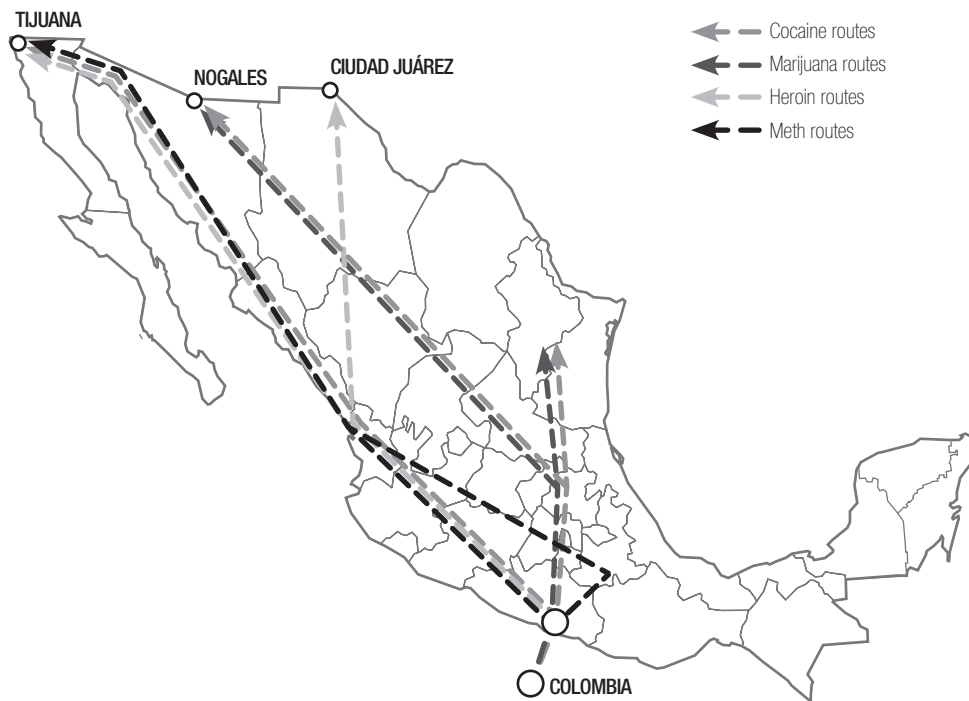 TIJUANA
NOGALES
CIUDAD JUÁREZ
Cocaine routes
Marijuana routes
Heroin routes
Meth routes
COLOMBIA